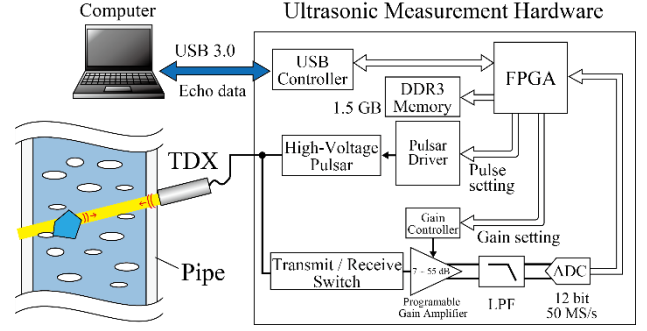 Computer
Ultrasonic Measurement Hardware
USB 3.0
Echo data
USB
Controller
FPGA
DDR3
Memory
1.5 GB
TDX
High-Voltage
Pulsar
Pulsar
Driver
Pulse
setting
Gain
Controller
Gain setting
Pipe
Transmit / Receive
Switch
7 - 55 dB
Programable
Gain Amplifier
LPF
ADC
12 bit
50 MS/s